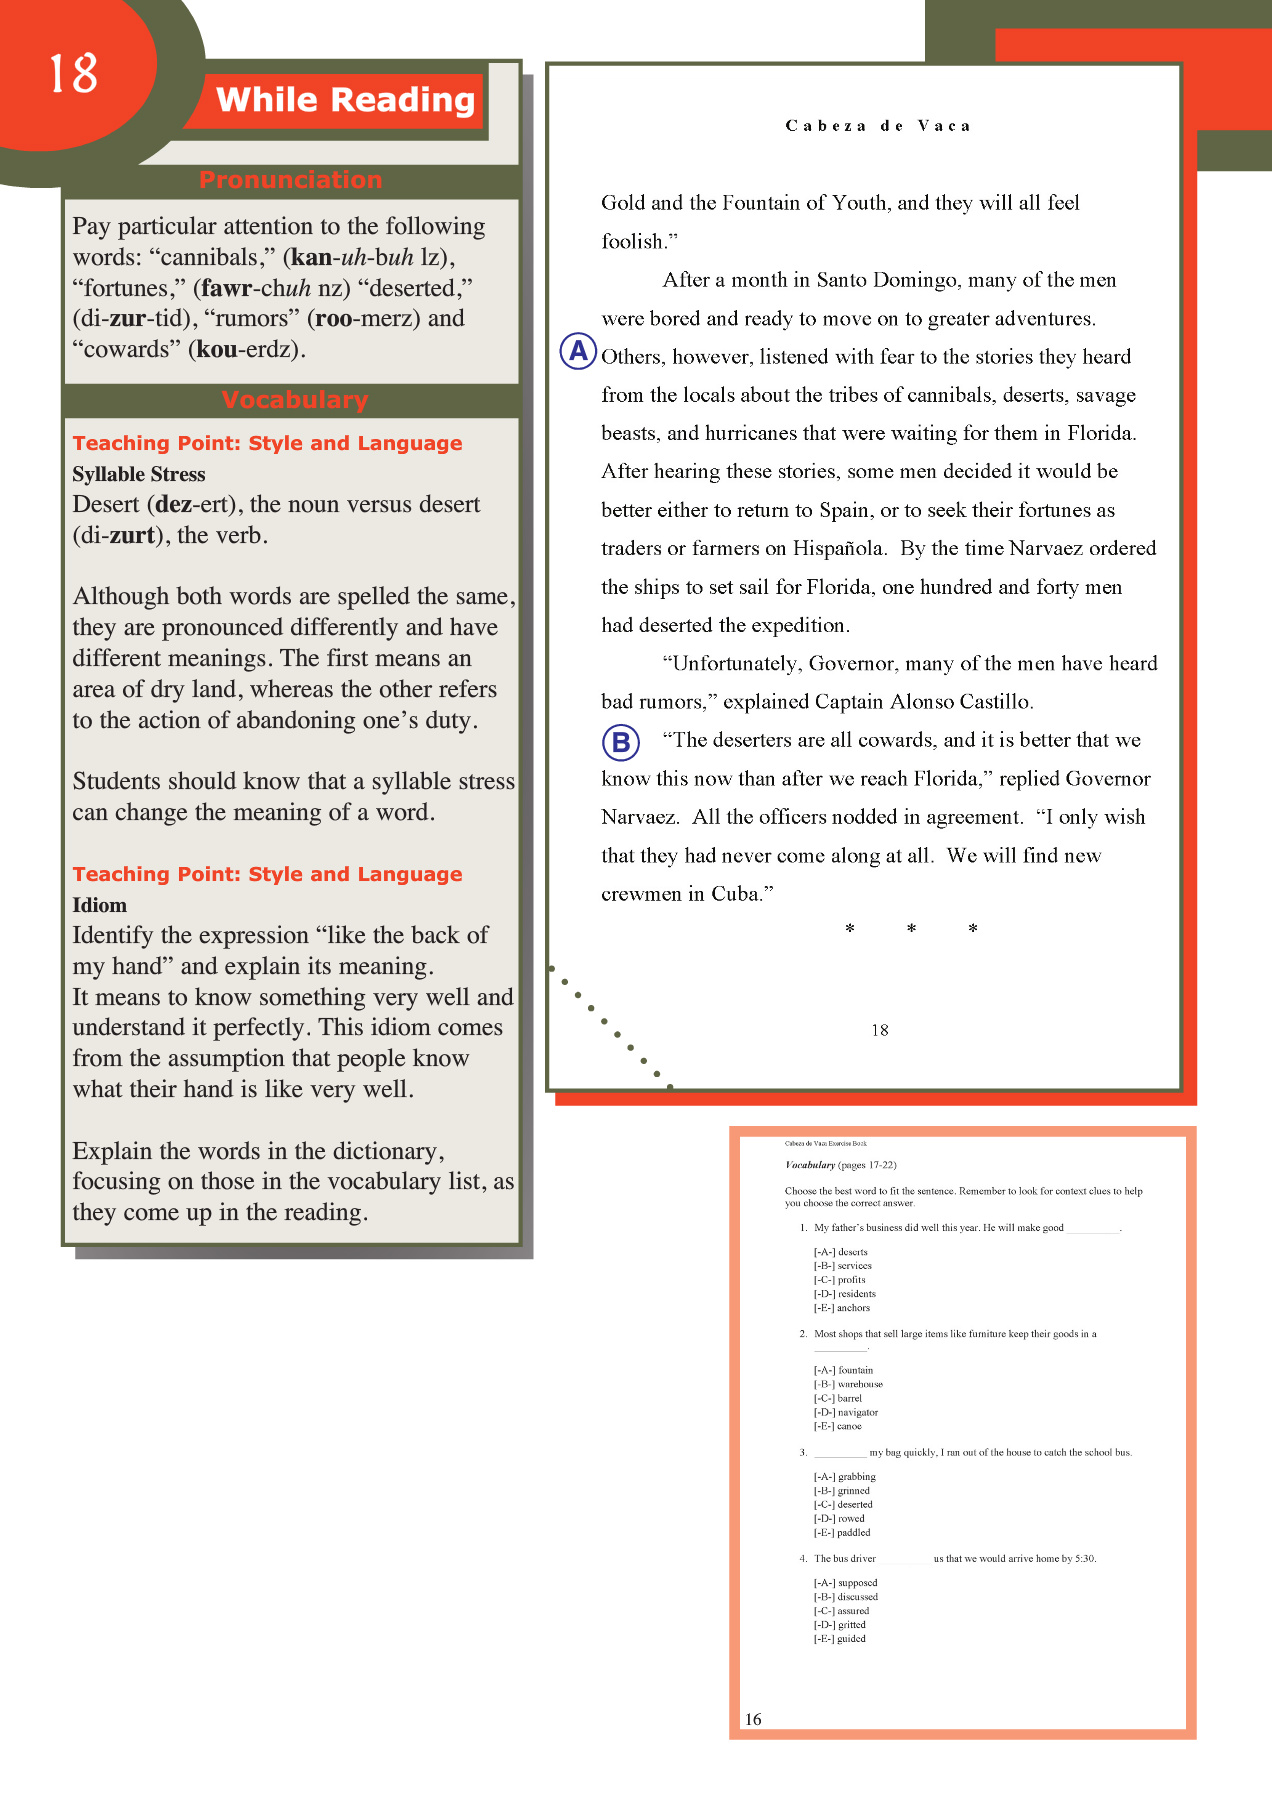 18
While Reading
Pronunciation
Pay particular attention to the following
words: “cannibals,” (kan-uh-buh lz),
“fortunes,” (fawr-chuh nz) “deserted,”
(di-zur-tid), “rumors” (roo-merz) and
“cowards” (kou-erdz).
Vocabulary
Teaching Point: Style and Language
Syllable Stress
Desert (dez-ert), the noun versus desert
(di-zurt), the verb.
Although both words are spelled the same,
they are pronounced differently and have
different meanings. The first means an
area of dry land, whereas the other refers
to the action of abandoning one’s duty.
Students should know that a syllable stress
can change the meaning of a word.
Teaching Point: Style and Language
Idiom
Identify the expression “like the back of
my hand” and explain its meaning.
It means to know something very well and
understand it perfectly. This idiom comes
from the assumption that people know
what their hand is like very well.
Explain the words in the dictionary,
focusing on those in the vocabulary list, as
they come up in the reading.
Cabeza de Vaca
Gold and the Fountain of Youth, and they will all feel
foolish.”
After a month in Santo Domingo, many of the men
were bored and ready to move on to greater adventures.
A Others, however, listened with fear to the stories they heard
from the locals about the tribes of cannibals, deserts, savage
beasts, and hurricanes that were waiting for them in Florida.
After hearing these stories, some men decided it would be
better either to return to Spain, or to seek their fortunes as
traders or farmers on Hispañola. By the time Narvaez ordered
the ships to set sail for Florida, one hundred and forty men
had deserted the expedition.
“Unfortunately, Governor, many of the men have heard
bad rumors,” explained Captain Alonso Castillo.
B “The deserters are all cowards, and it is better that we
know this now than after we reach Florida,” replied Governor
Narvaez. All the officers nodded in agreement. “I only wish
that they had never come along at all. We will find new
crewmen in Cuba.”
* * *
18
Cabeza de Vaca Exercise Book
Vocabulary (pages 17-22)
Choose the best word to fit the sentence. Remember to look for context clues to help
you choose the correct answer.
1. My father’s business did well this year. He will make good __________.
[-A-] deserts
[-B-] services
[-C-] profits
[-D-] residents
[-E-] anchors
2. Most shops that sell large items like furniture keep their goods in a
__________.
[-A-] fountain
[-B-] warehouse
[-C-] barrel
[-D-] navigator
[-E-] canoe
3. __________ my bag quickly, I ran out of the house to catch the school bus.
[-A-] grabbing
[-B-] grinned
[-C-] deserted
[-D-] rowed
[-E-] paddled
4. The bus driver __________ us that we would arrive home by 5:30.
[-A-] supposed
[-B-] discussed
[-C-] assured
[-D-] gritted
[-E-] guided
16